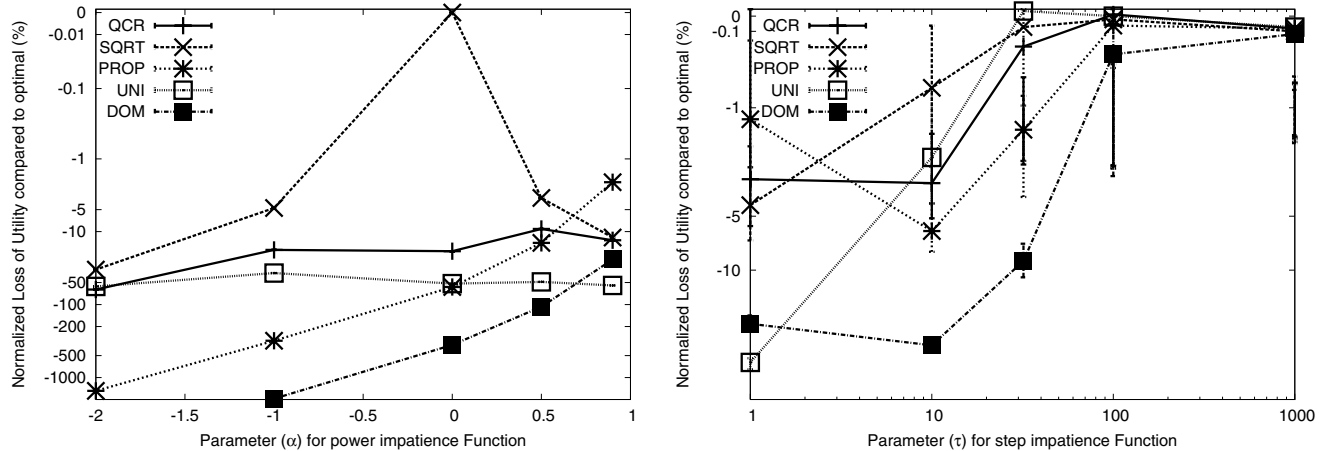 Normalized Loss of Utility compared to optimal (%)
0
-0.01
-0.1
-1
-5
-10
-50
-100
-200
-500
-1000
QCR
SQRT
PROP
UNI
DOM
-2 -1.5 -1 -0.5 0 0.5 1
Parameter (α) for power impatience Function
Normalized Loss of Utility compared to optimal (%)
0
-0.1
-1
-5
-10
QCR
SQRT
PROP
UNI
DOM
1 10 100 1000
Parameter (τ) for step impatience Function